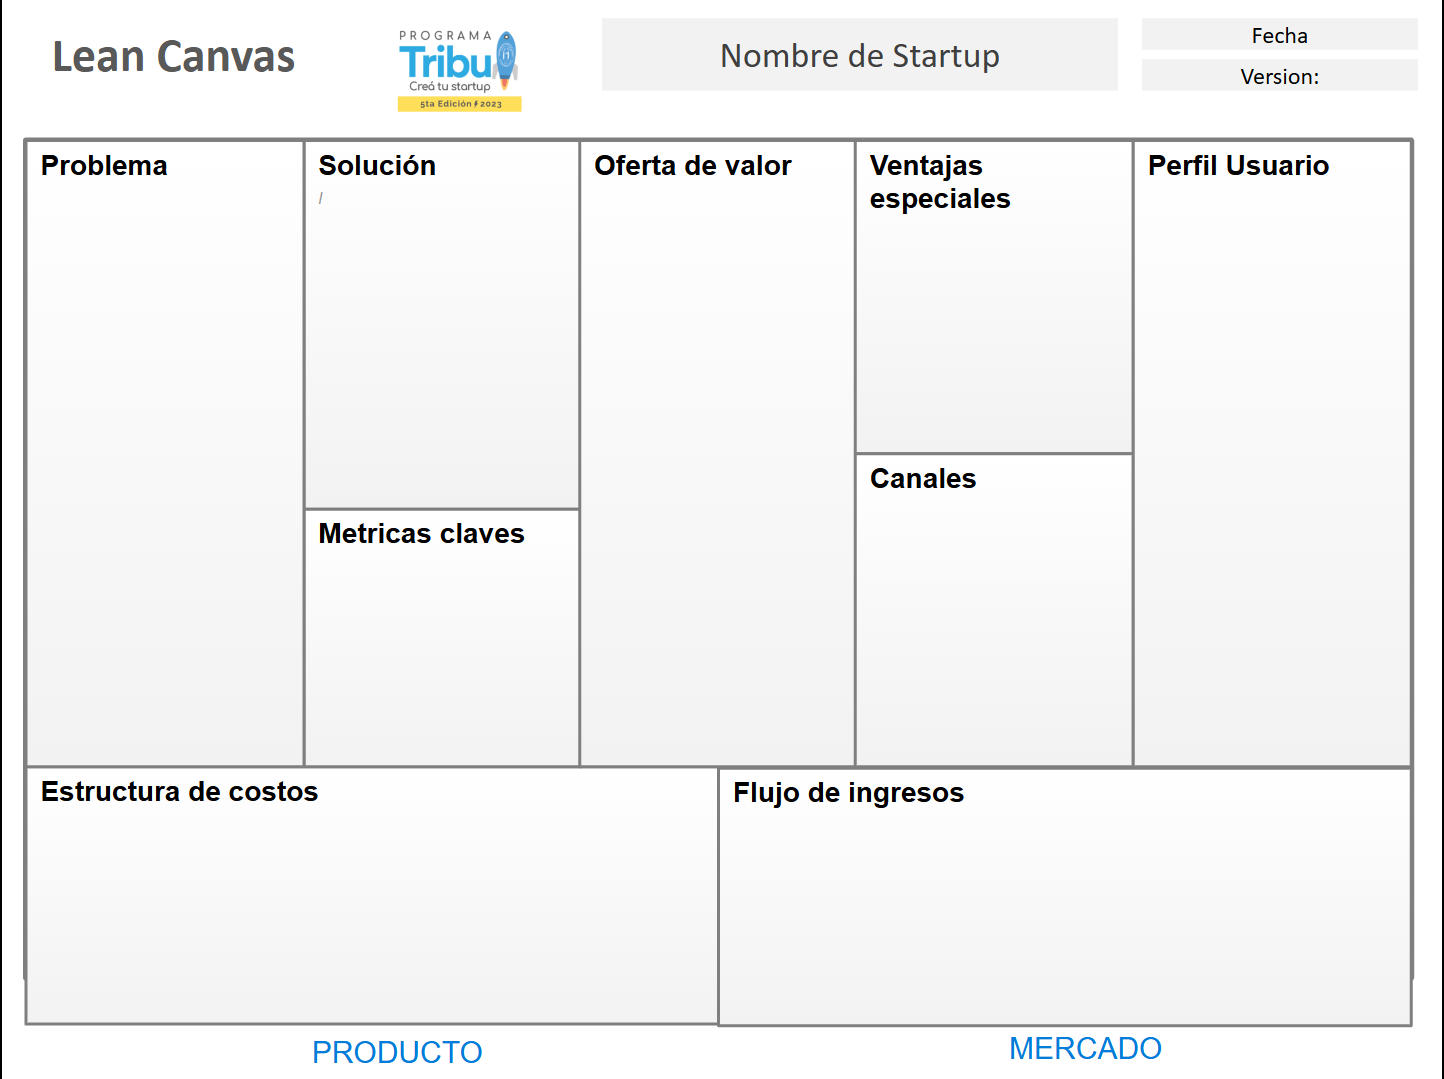 Lean Canvas
PROGRAMA
Tribu
Creá tu startup
5ta Edición 2023
Nombre de Startup
Fecha
Version:
Problema
Solución
/
Oferta de valor
Ventajas
especiales
Perfil Usuario
Canales
Metricas claves
Estructura de costos
Flujo de ingresos
PRODUCTO
MERCADO